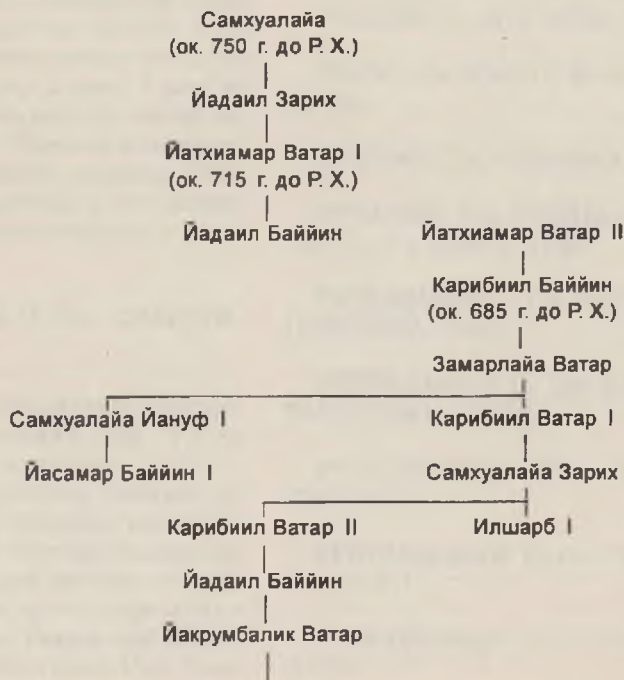 Самхуалайа
(ок. 750 г. до Р. Х.)
Йадаил Зарих
Йатхиамар Ватар I
(ок. 715 г. до Р. Х.)
Йадаил Баййин
Йатхиамар Ватар II
Карибиил Баййин
(ок. 685 г. до Р. Х.)
Замарлайа Ватар
Самхуалайа Йануф I
Карибиил Ватар I
Йасамар Баййин I
Самхуалайа Зарих
Карибиил Ватар II
Илшарб I
Йадаил Баййин
Йакрумбалик Ватар